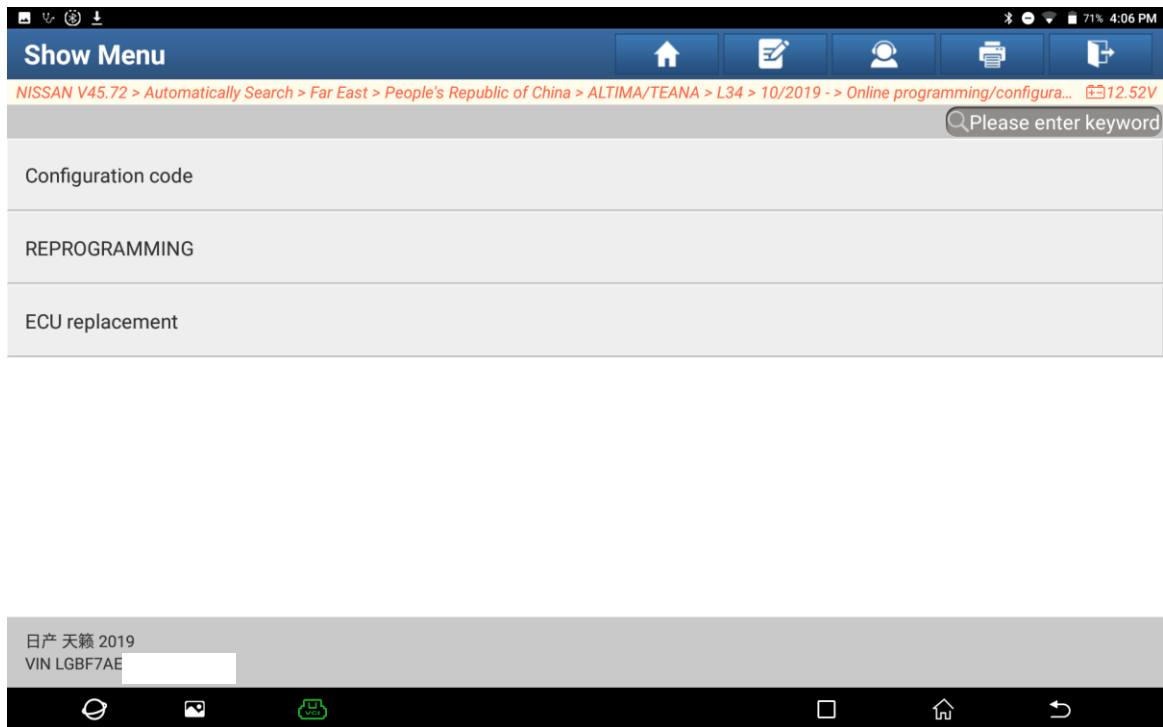 71% 4:06 PM
Show Menu
NISSAN V45.72 > Automatically Search > Far East > People's Republic of China > ALTIMA/TEANA > L34 > 10/2019 - > Online programming/configura... 12.52V
Please enter keyword
Configuration code
REPROGRAMMING
ECU replacement
日产 天籁 2019
VIN LGBF7AE
VCI